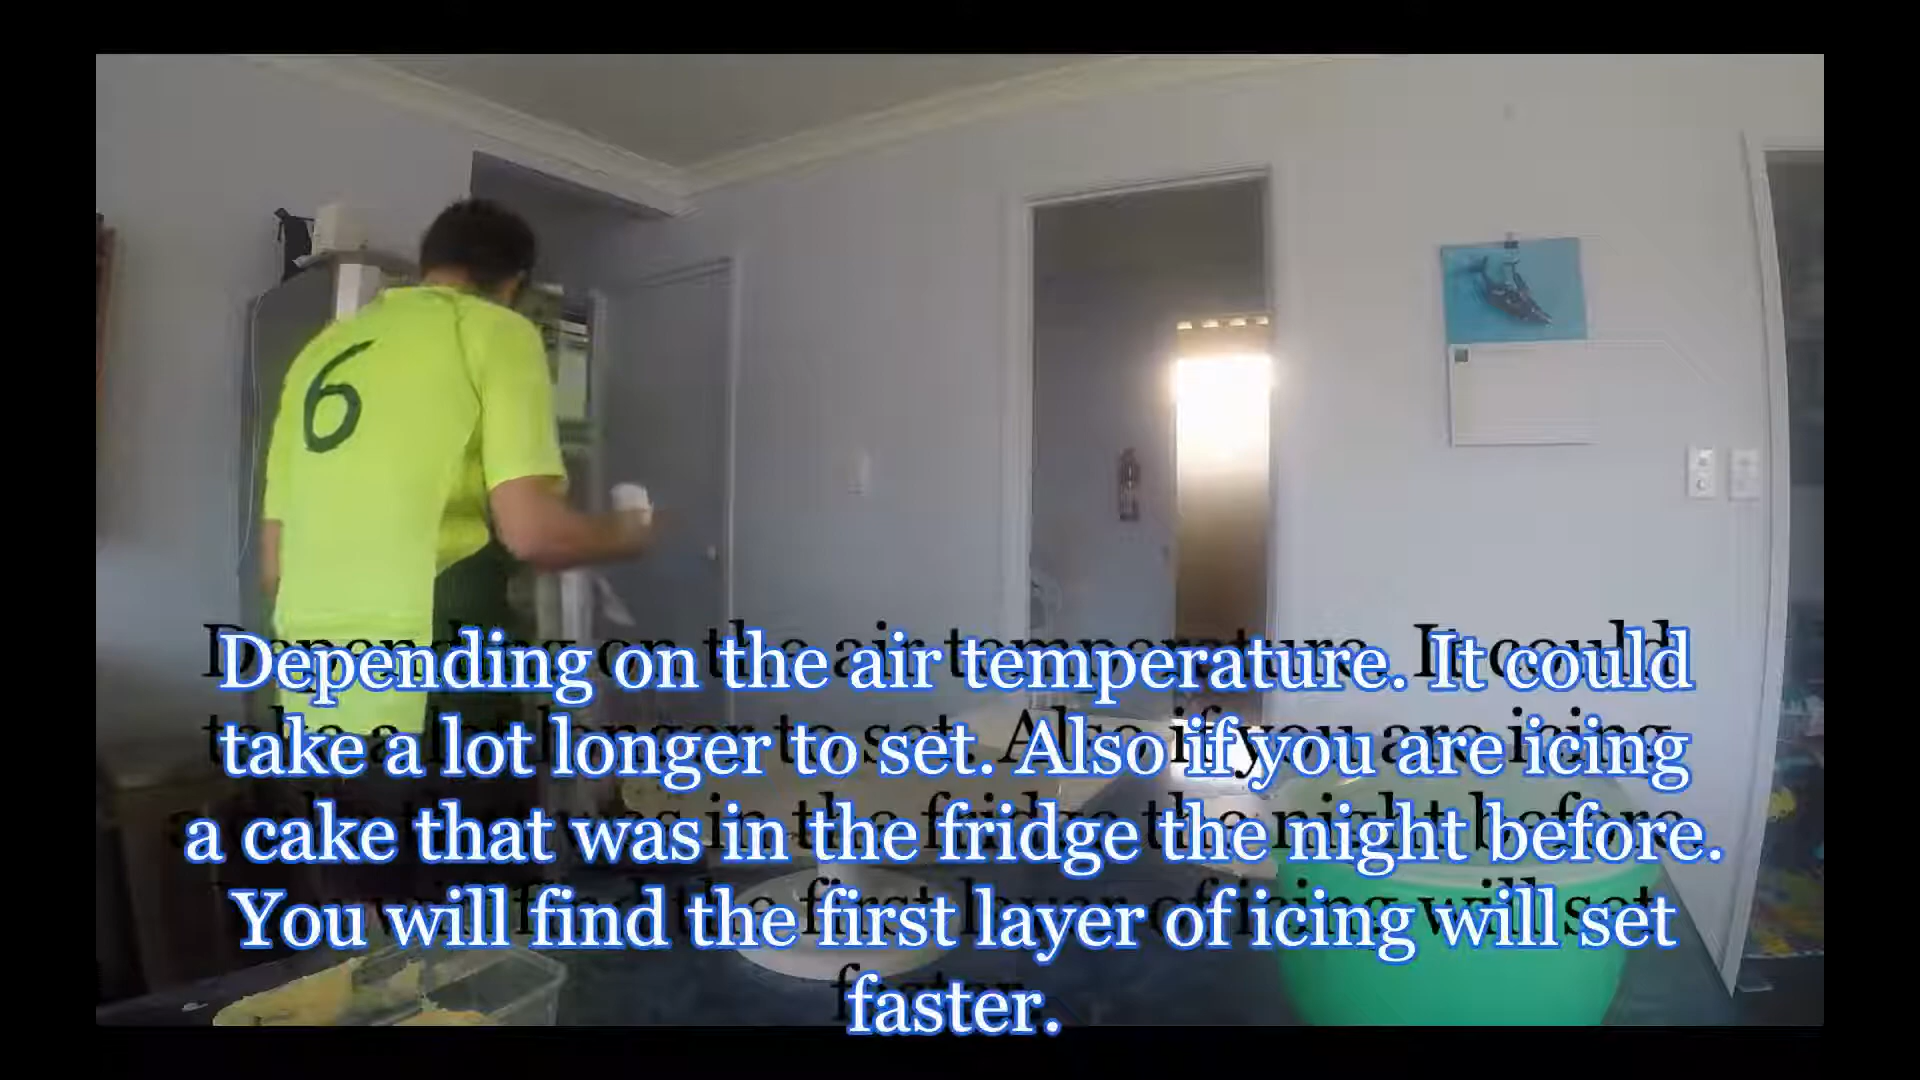 6
Depending on the air temperature. It could
take a lot longer to set. Also if you are icing
a cake that was in the fridge the night before.
You will find the first layer of icing will set
faster.